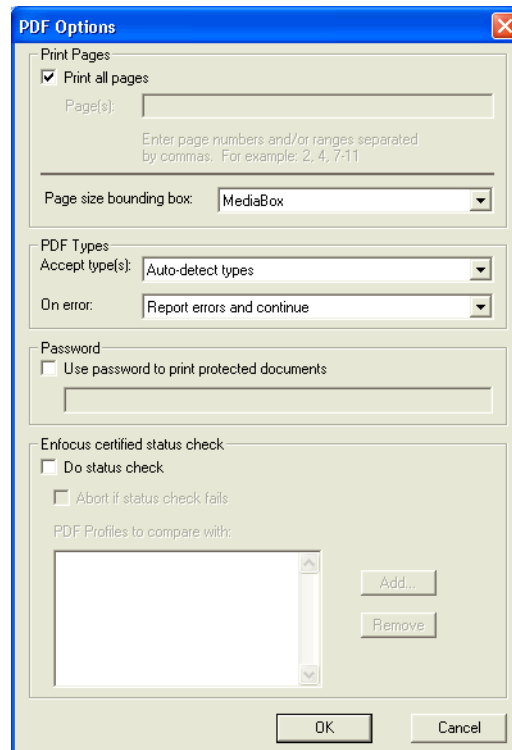 PDF Options
Print Pages
Print all pages
Page(s):
Enter page numbers and/or ranges separated
by commas.  For example: 2, 4, 7-11
Page size bounding box: MediaBox
PDF Types
Accept type(s): Auto-detect types
On error: Report errors and continue
Password
Use password to print protected documents
Enfocus certified status check
Do status check
Abort if status check fails
PDF Profiles to compare with:
Add...
Remove
OK Cancel